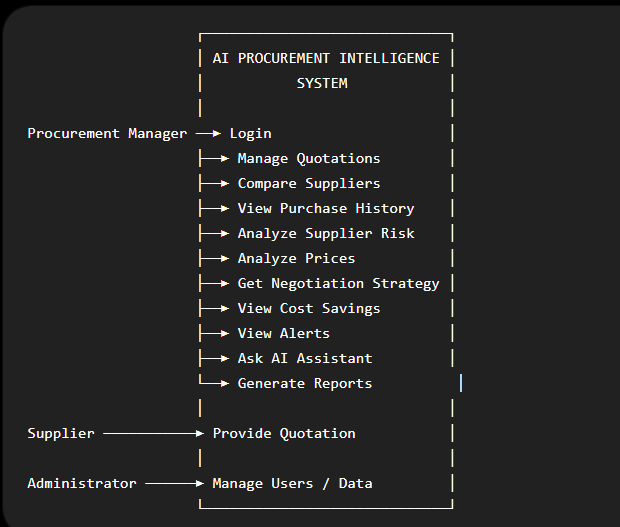 AI PROCUREMENT INTELLIGENCE
SYSTEM
Procurement Manager Login
Manage Quotations
Compare Suppliers
View Purchase History
Analyze Supplier Risk
Analyze Prices
Get Negotiation Strategy
View Cost Savings
View Alerts
Ask AI Assistant
Generate Reports
Supplier Provide Quotation
Administrator Manage Users / Data